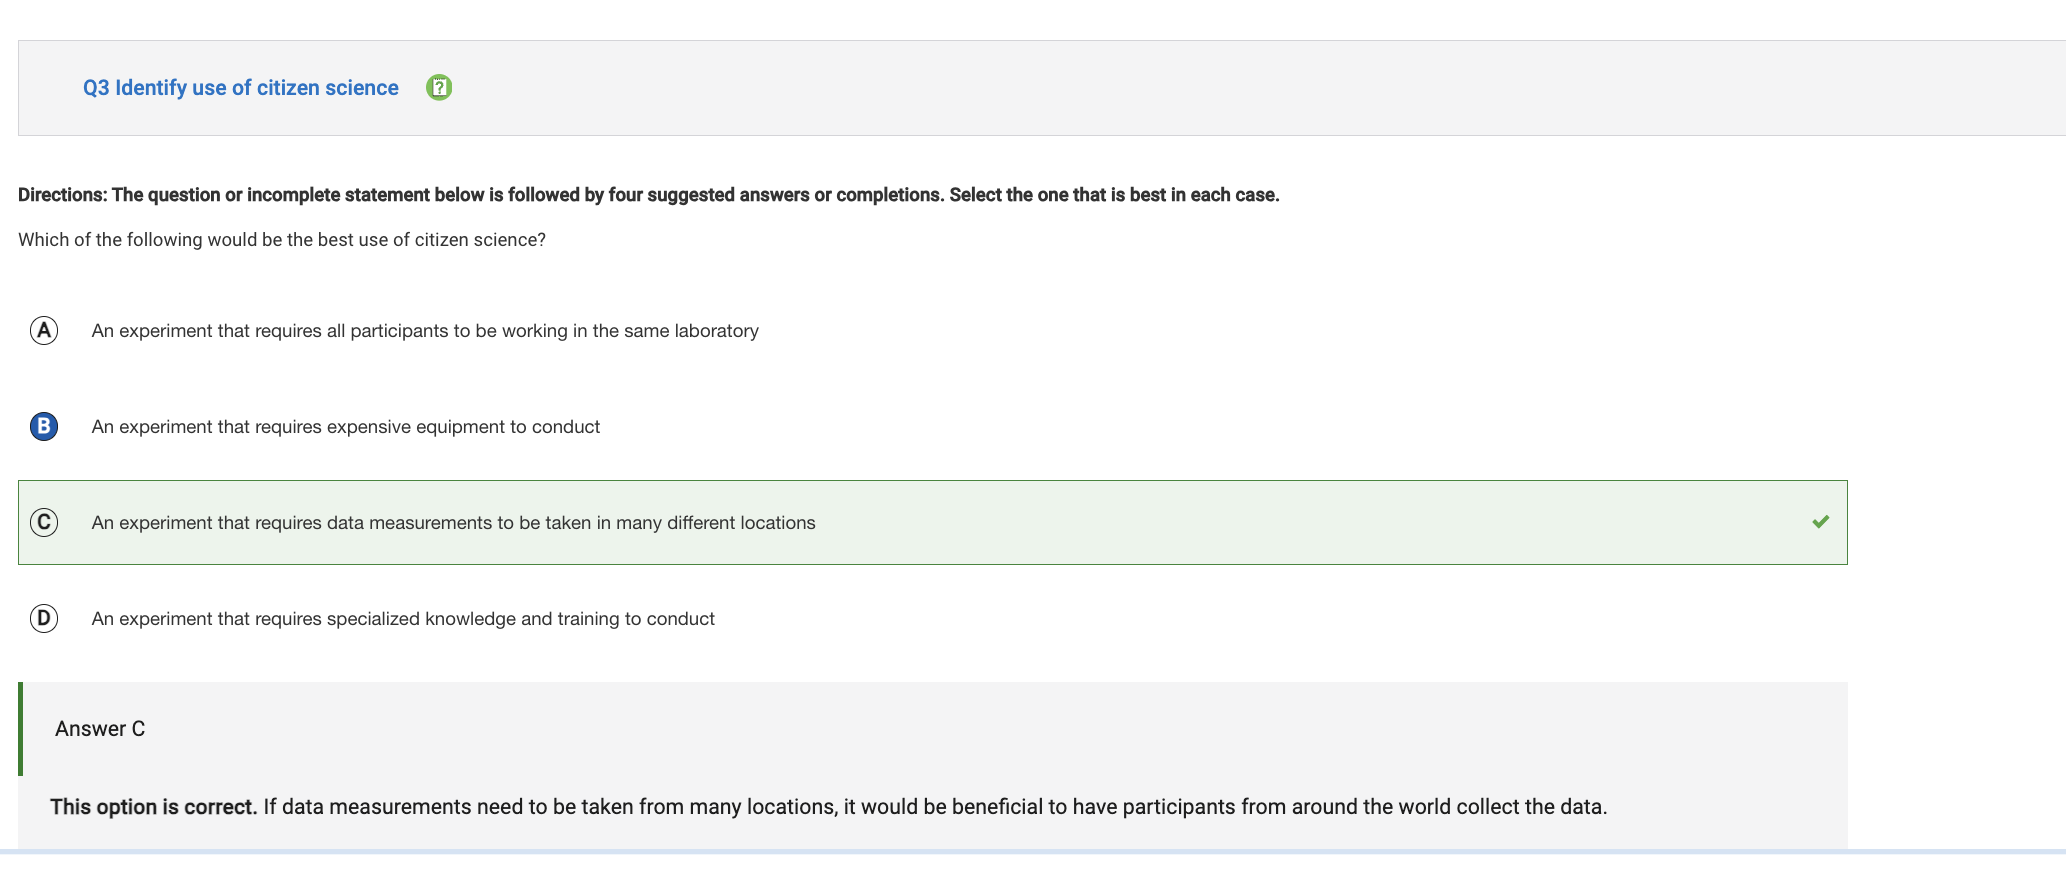 Q3 Identify use of citizen science
Directions: The question or incomplete statement below is followed by four suggested answers or completions. Select the one that is best in each case.
Which of the following would be the best use of citizen science?
A An experiment that requires all participants to be working in the same laboratory
B An experiment that requires expensive equipment to conduct
C An experiment that requires data measurements to be taken in many different locations
D An experiment that requires specialized knowledge and training to conduct
Answer C
This option is correct. If data measurements need to be taken from many locations, it would be beneficial to have participants from around the world collect the data.